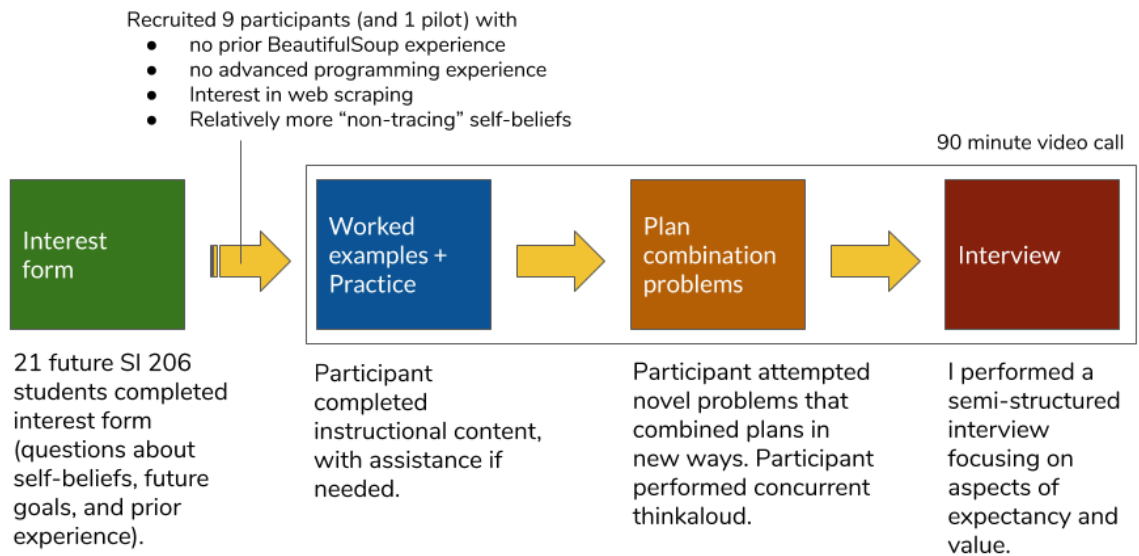 Recruited 9 participants (and 1 pilot) with
● no prior BeautifulSoup experience
● no advanced programming experience
● Interest in web scraping
● Relatively more “non-tracing” self-beliefs
90 minute video call
Interest
form
Worked
examples +
Practice
Plan
combination
problems
Interview
21 future SI 206
students completed
interest form
(questions about
self-beliefs, future
goals, and prior
experience).
Participant
completed
instructional content,
with assistance if
needed.
Participant attempted
novel problems that
combined plans in
new ways. Participant
performed concurrent
thinkaloud.
I performed a
semi-structured
interview
focusing on
aspects of
expectancy and
value.